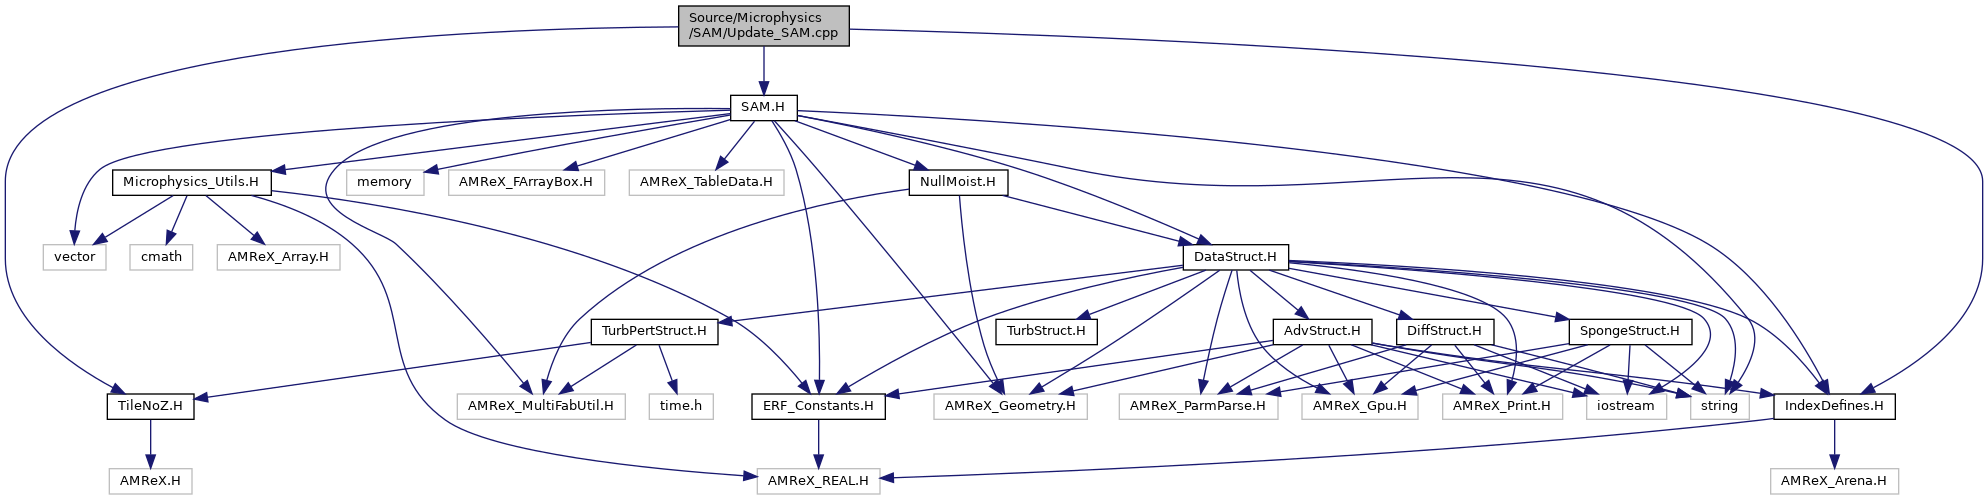 Source/Microphysics
/SAM/Update_SAM.cpp
SAM.H
Microphysics_Utils.H
memory
AMReX_FArrayBox.H
AMReX_TableData.H
NullMoist.H
vector
cmath
AMReX_Array.H
DataStruct.H
TurbPertStruct.H
TurbStruct.H
AdvStruct.H
DiffStruct.H
SpongeStruct.H
TileNoZ.H
AMReX_MultiFabUtil.H
time.h
ERF_Constants.H
AMReX_Geometry.H
AMReX_ParmParse.H
AMReX_Gpu.H
AMReX_Print.H
iostream
string
IndexDefines.H
AMReX.H
AMReX_REAL.H
AMReX_Arena.H